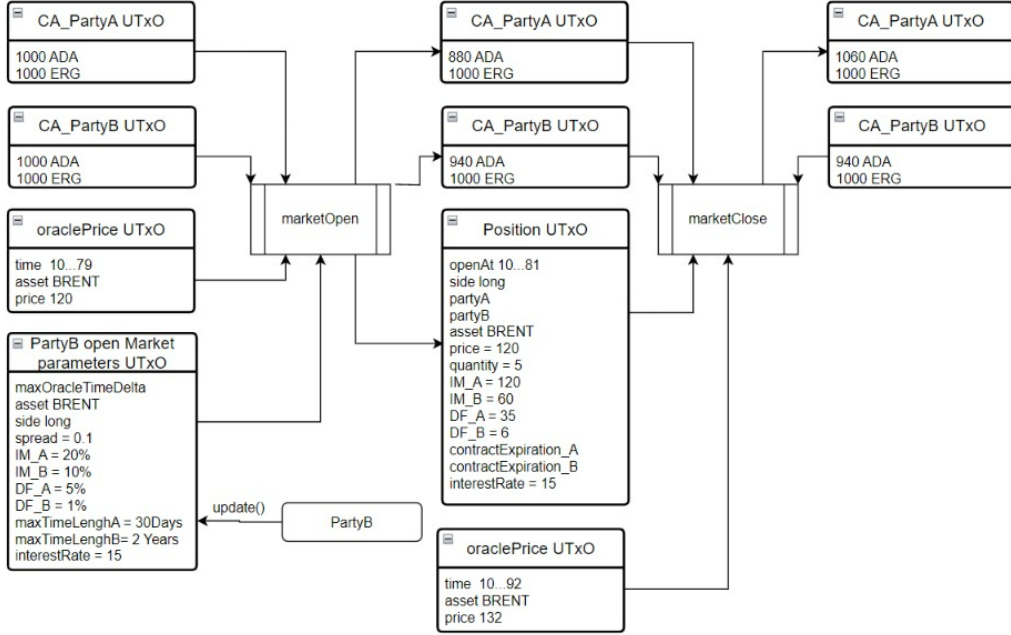 CA_PartyA UTxO
1000 ADA
1000 ERG
CA_PartyB UTxO
1000 ADA
1000 ERG
oraclePrice UTxO
time 10...79
asset BRENT
price 120
PartyB open Market
parameters UTxO
maxOracleTimeDelta
asset BRENT
side long
spread = 0.1
IM_A = 20%
IM_B = 10%
DF_A = 5%
DF_B = 1%
maxTimeLenghA = 30Days
maxTimeLenghB= 2 Years
interestRate = 15
update()
PartyB
marketOpen
CA_PartyA UTxO
880 ADA
1000 ERG
CA_PartyB UTxO
940 ADA
1000 ERG
Position UTxO
openAt 10...81
side long
partyA
partyB
asset BRENT
price = 120
quantity = 5
IM_A = 120
IM_B = 60
DF_A = 35
DF_B = 6
contractExpiration_A
contractExpiration_B
interestRate = 15
oraclePrice UTxO
time 10...92
asset BRENT
price 132
marketClose
CA_PartyA UTxO
1060 ADA
1000 ERG
CA_PartyB UTxO
940 ADA
1000 ERG